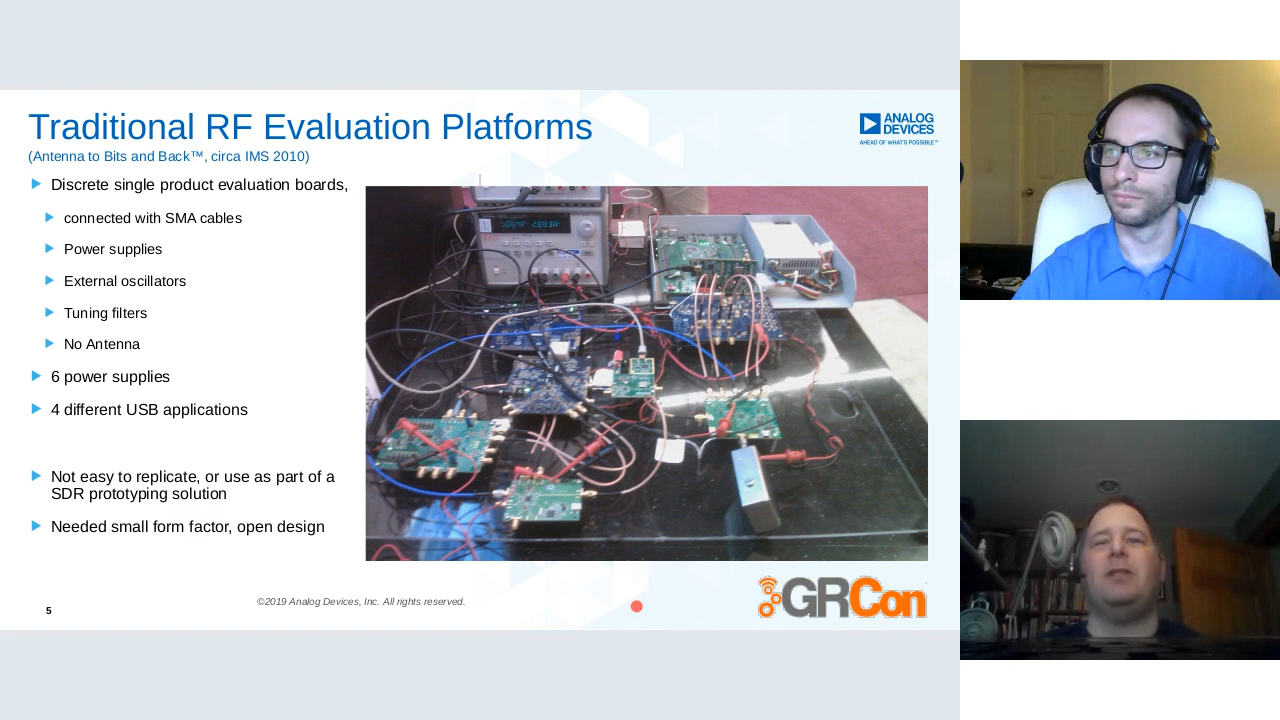 Traditional RF Evaluation Platforms
(Antenna to Bits and Back™, circa IMS 2010)
ANALOG
DEVICES
AHEAD OF WHAT'S POSSIBLE™
Discrete single product evaluation boards,
connected with SMA cables
Power supplies
External oscillators
Tuning filters
No Antenna
6 power supplies
4 different USB applications
Not easy to replicate, or use as part of a
SDR prototyping solution
Needed small form factor, open design
©2019 Analog Devices, Inc. All rights reserved.
5
GRCon